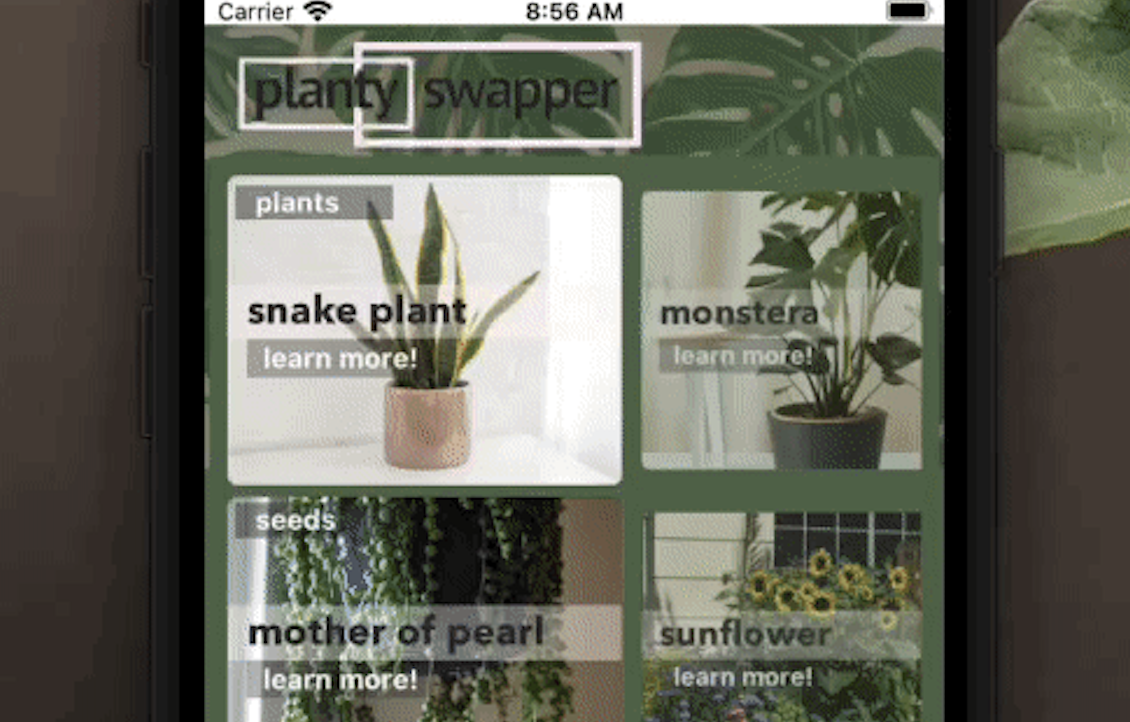 Carrier 8:56 AM
planty swapper
plants
snake plant
learn more!
monstera
learn more!
seeds
mother of pearl
learn more!
sunflower
learn more!